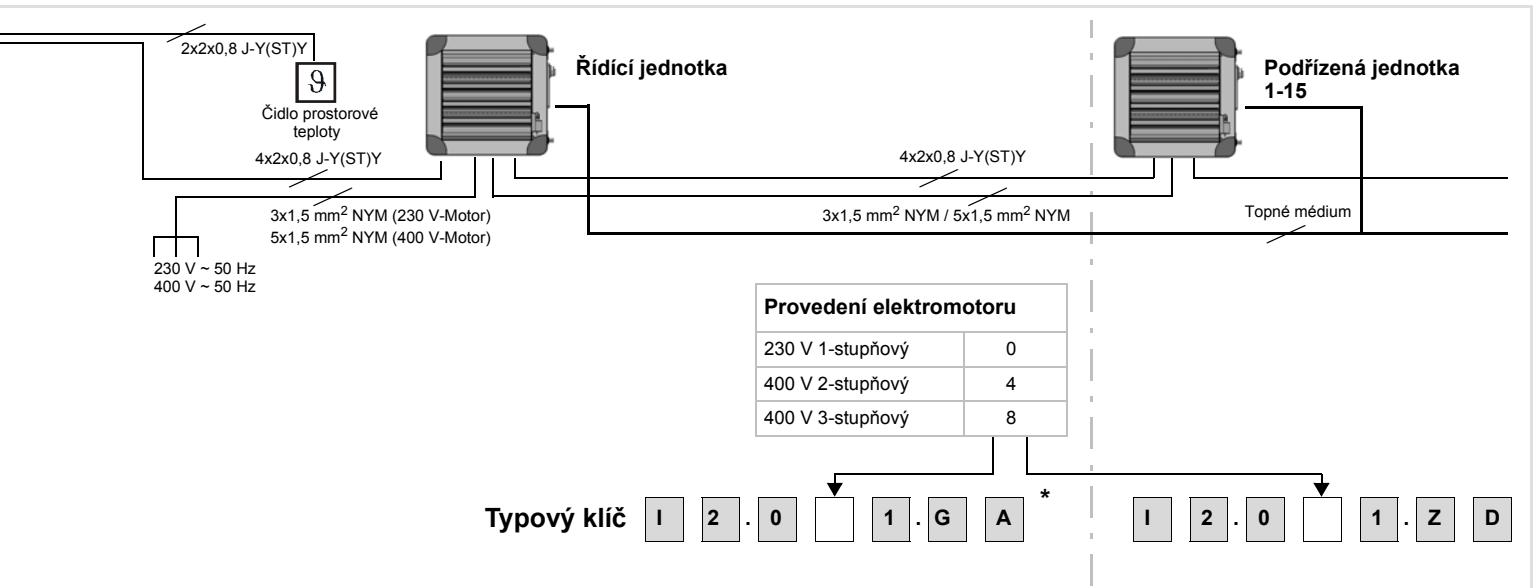 2x2x0,8 J-Y(ST)Y
ϑ
Čidlo prostorové
teploty
Řídící jednotka
Podřízená jednotka
1-15
4x2x0,8 J-Y(ST)Y
4x2x0,8 J-Y(ST)Y
3x1,5 mm² NYM (230 V-Motor)
5x1,5 mm² NYM (400 V-Motor)
3x1,5 mm² NYM / 5x1,5 mm² NYM
Topné médium
230 V ~ 50 Hz
400 V ~ 50 Hz
Provedení elektromotoru
230 V 1-stupňový 0
400 V 2-stupňový 4
400 V 3-stupňový 8
Typový klíč I 2 . 0 1 . G A *
I 2 . 0 1 . Z D